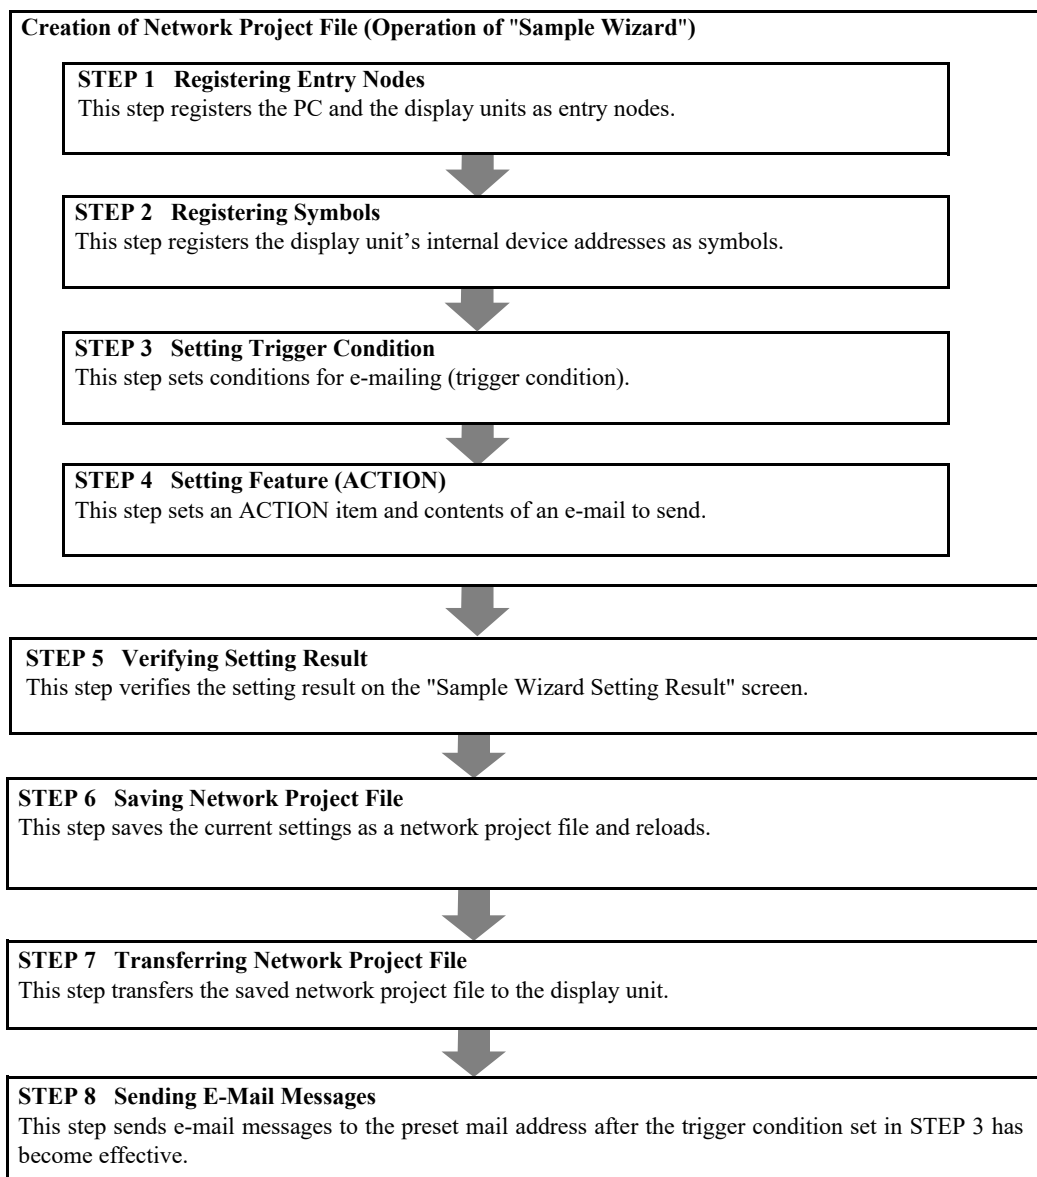 Creation of Network Project File (Operation of "Sample Wizard")
STEP 1 Registering Entry Nodes
This step registers the PC and the display units as entry nodes.
STEP 2 Registering Symbols
This step registers the display unit’s internal device addresses as symbols.
STEP 3 Setting Trigger Condition
This step sets conditions for e-mailing (trigger condition).
STEP 4 Setting Feature (ACTION)
This step sets an ACTION item and contents of an e-mail to send.
STEP 5 Verifying Setting Result
This step verifies the setting result on the "Sample Wizard Setting Result" screen.
STEP 6 Saving Network Project File
This step saves the current settings as a network project file and reloads.
STEP 7 Transferring Network Project File
This step transfers the saved network project file to the display unit.
STEP 8 Sending E-Mail Messages
This step sends e-mail messages to the preset mail address after the trigger condition set in STEP 3 has
become effective.